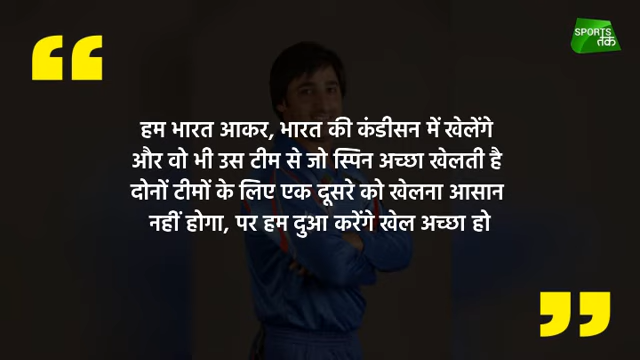 SPORTS
तक
हम भारत आकर, भारत की कंडीसन में खेलेंगे
और वो भी उस टीम से जो स्पिन अच्छा खेलती है
दोनों टीमों के लिए एक दूसरे को खेलना आसान
नहीं होगा, पर हम दुआ करेंगे खेल अच्छा हो